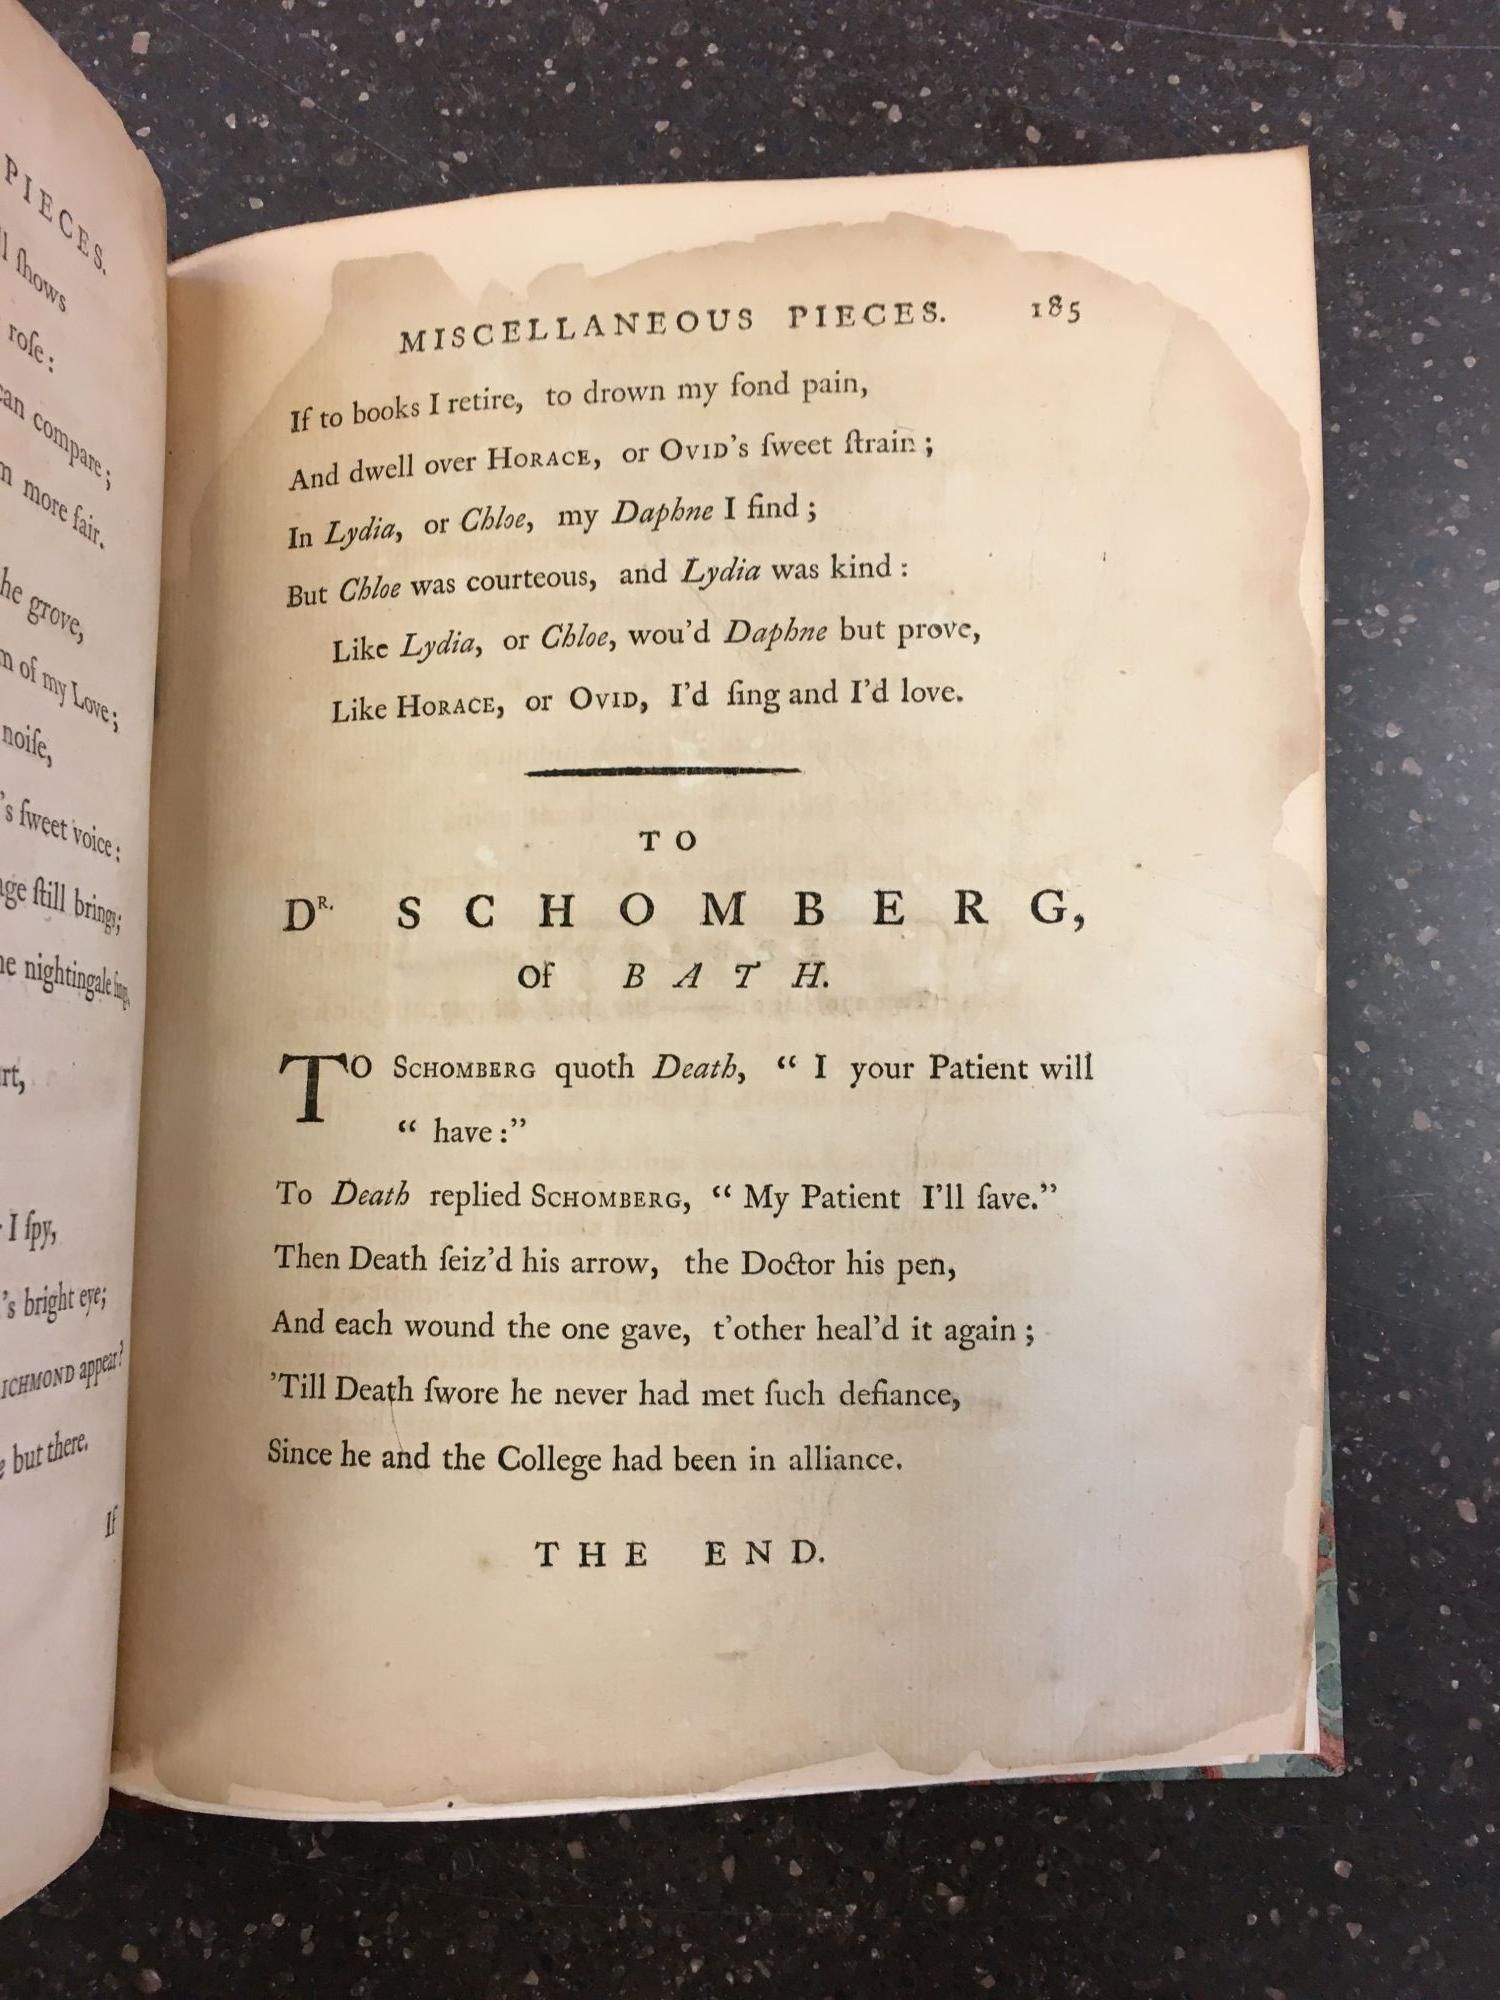 PIECES.
ſhows
roſe:
can compare;
more fair.
he grove,
of my Love;
noiſe,
's ſweet voice:
ſtill brings;
nightingale ſings,
I ſpy,
's bright eye;
ICHMOND appear?
but there.
If
MISCELLANEOUS PIECES. 185
If to books I retire, to drown my fond pain,
And dwell over HORACE, or OVID's ſweet ſtrain;
In Lydia, or Chloe, my Daphne I find;
But Chloe was courteous, and Lydia was kind:
Like Lydia, or Chloe, wou'd Daphne but prove,
Like HORACE, or OVID, I'd ſing and I'd love.
TO
DR. SCHOMBERG,
Of BATH.
TO SCHOMBERG quoth Death, “ I your Patient will
“ have:”
To Death replied SCHOMBERG, “ My Patient I'll ſave.”
Then Death ſeiz'd his arrow, the Doctor his pen,
And each wound the one gave, t'other heal'd it again;
'Till Death ſwore he never had met ſuch defiance,
Since he and the College had been in alliance.
THE END.